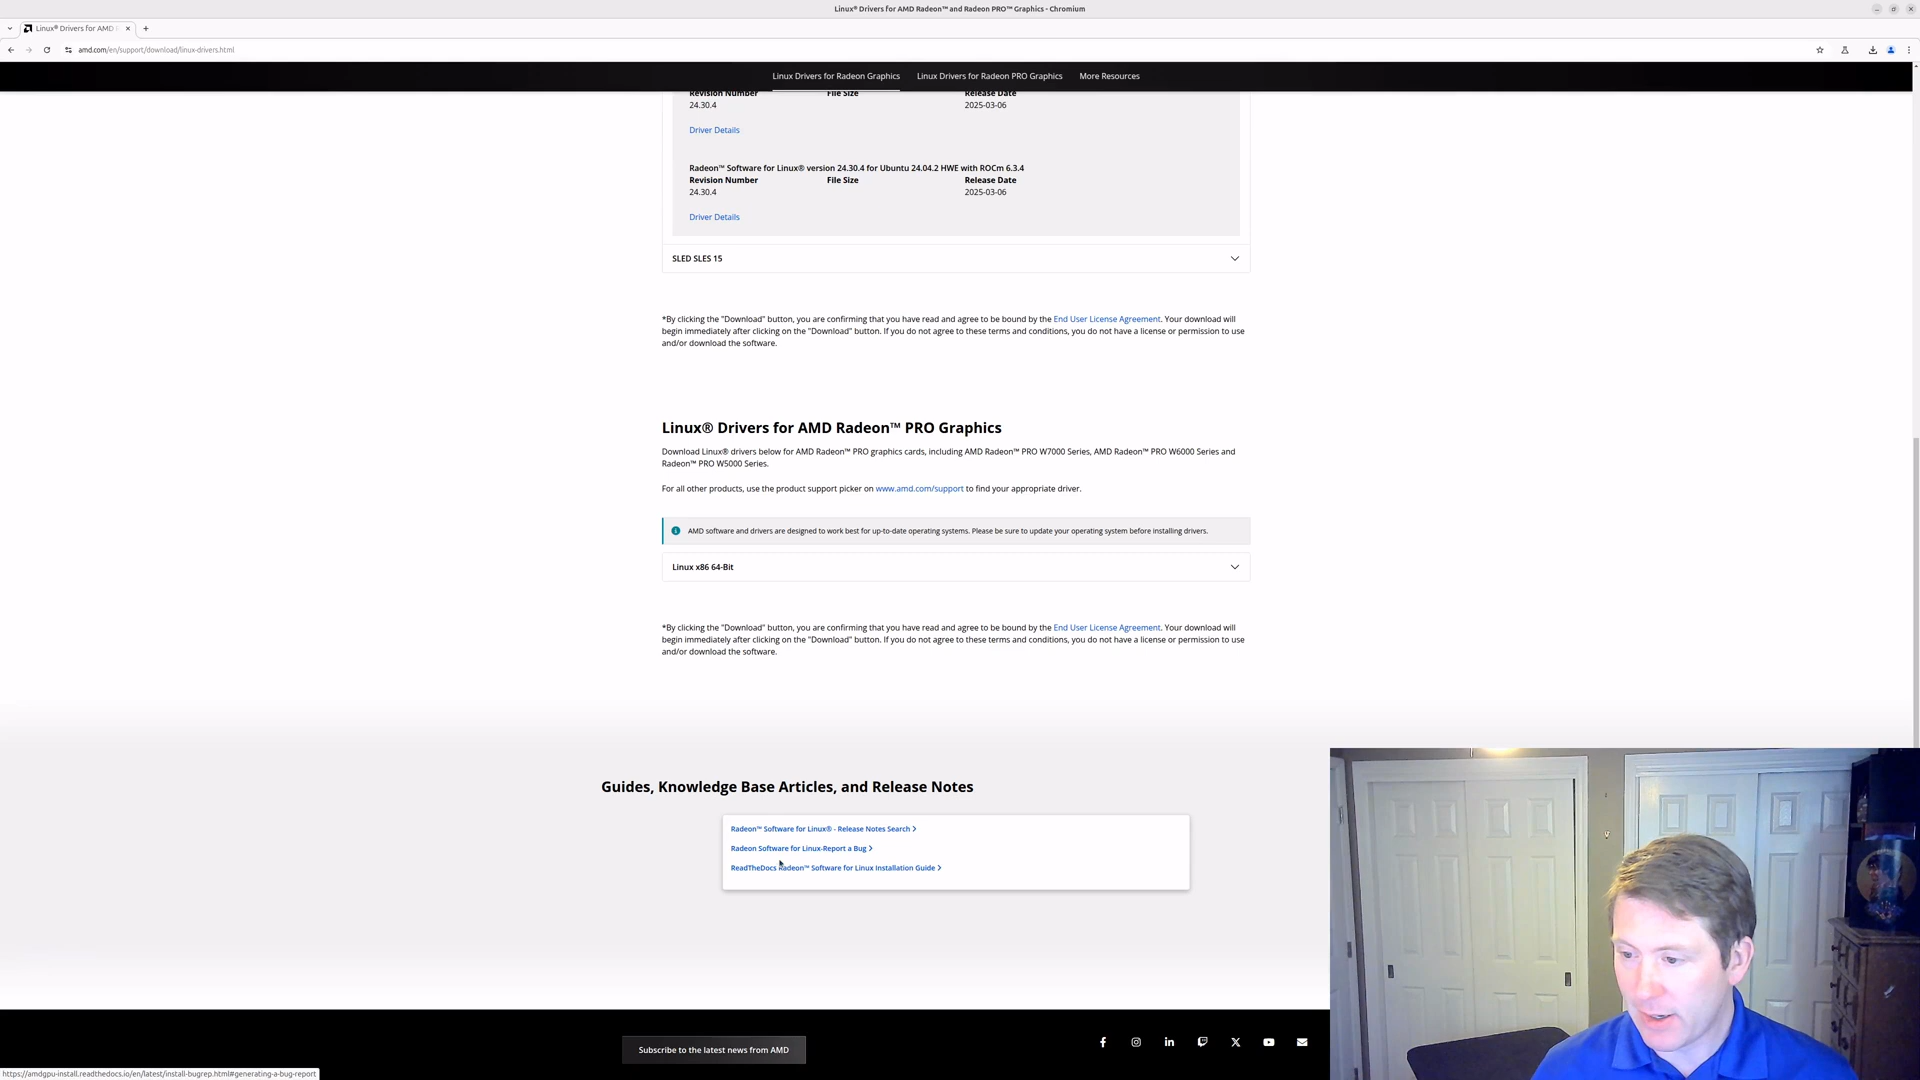 Linux® Drivers for AMD Radeon™ and Radeon PRO™ Graphics - Chromium
Linux® Drivers for AMD
amd.com/en/support/download/linux-drivers.html
Linux Drivers for Radeon Graphics Linux Drivers for Radeon PRO Graphics More Resources
Revision Number File Size Release Date
24.30.4 2025-03-06
Driver Details
Radeon™ Software for Linux® version 24.30.4 for Ubuntu 24.04.2 HWE with ROCm 6.3.4
Revision Number File Size Release Date
24.30.4 2025-03-06
Driver Details
SLED SLES 15
*By clicking the "Download" button, you are confirming that you have read and agree to be bound by the End User License Agreement. Your download will
begin immediately after clicking on the "Download" button. If you do not agree to these terms and conditions, you do not have a license or permission to use
and/or download the software.
Linux® Drivers for AMD Radeon™ PRO Graphics
Download Linux® drivers below for AMD Radeon™ PRO graphics cards, including AMD Radeon™ PRO W7000 Series, AMD Radeon™ PRO W6000 Series and
Radeon™ PRO W5000 Series.
For all other products, use the product support picker on www.amd.com/support to find your appropriate driver.
AMD software and drivers are designed to work best for up-to-date operating systems. Please be sure to update your operating system before installing drivers.
Linux x86 64-Bit
*By clicking the "Download" button, you are confirming that you have read and agree to be bound by the End User License Agreement. Your download will
begin immediately after clicking on the "Download" button. If you do not agree to these terms and conditions, you do not have a license or permission to use
and/or download the software.
Guides, Knowledge Base Articles, and Release Notes
Radeon™ Software for Linux® - Release Notes Search
Radeon Software for Linux-Report a Bug
ReadTheDocs Radeon™ Software for Linux Installation Guide
Subscribe to the latest news from AMD
https://amdgpu-install.readthedocs.io/en/latest/install-bugrep.html#generating-a-bug-report